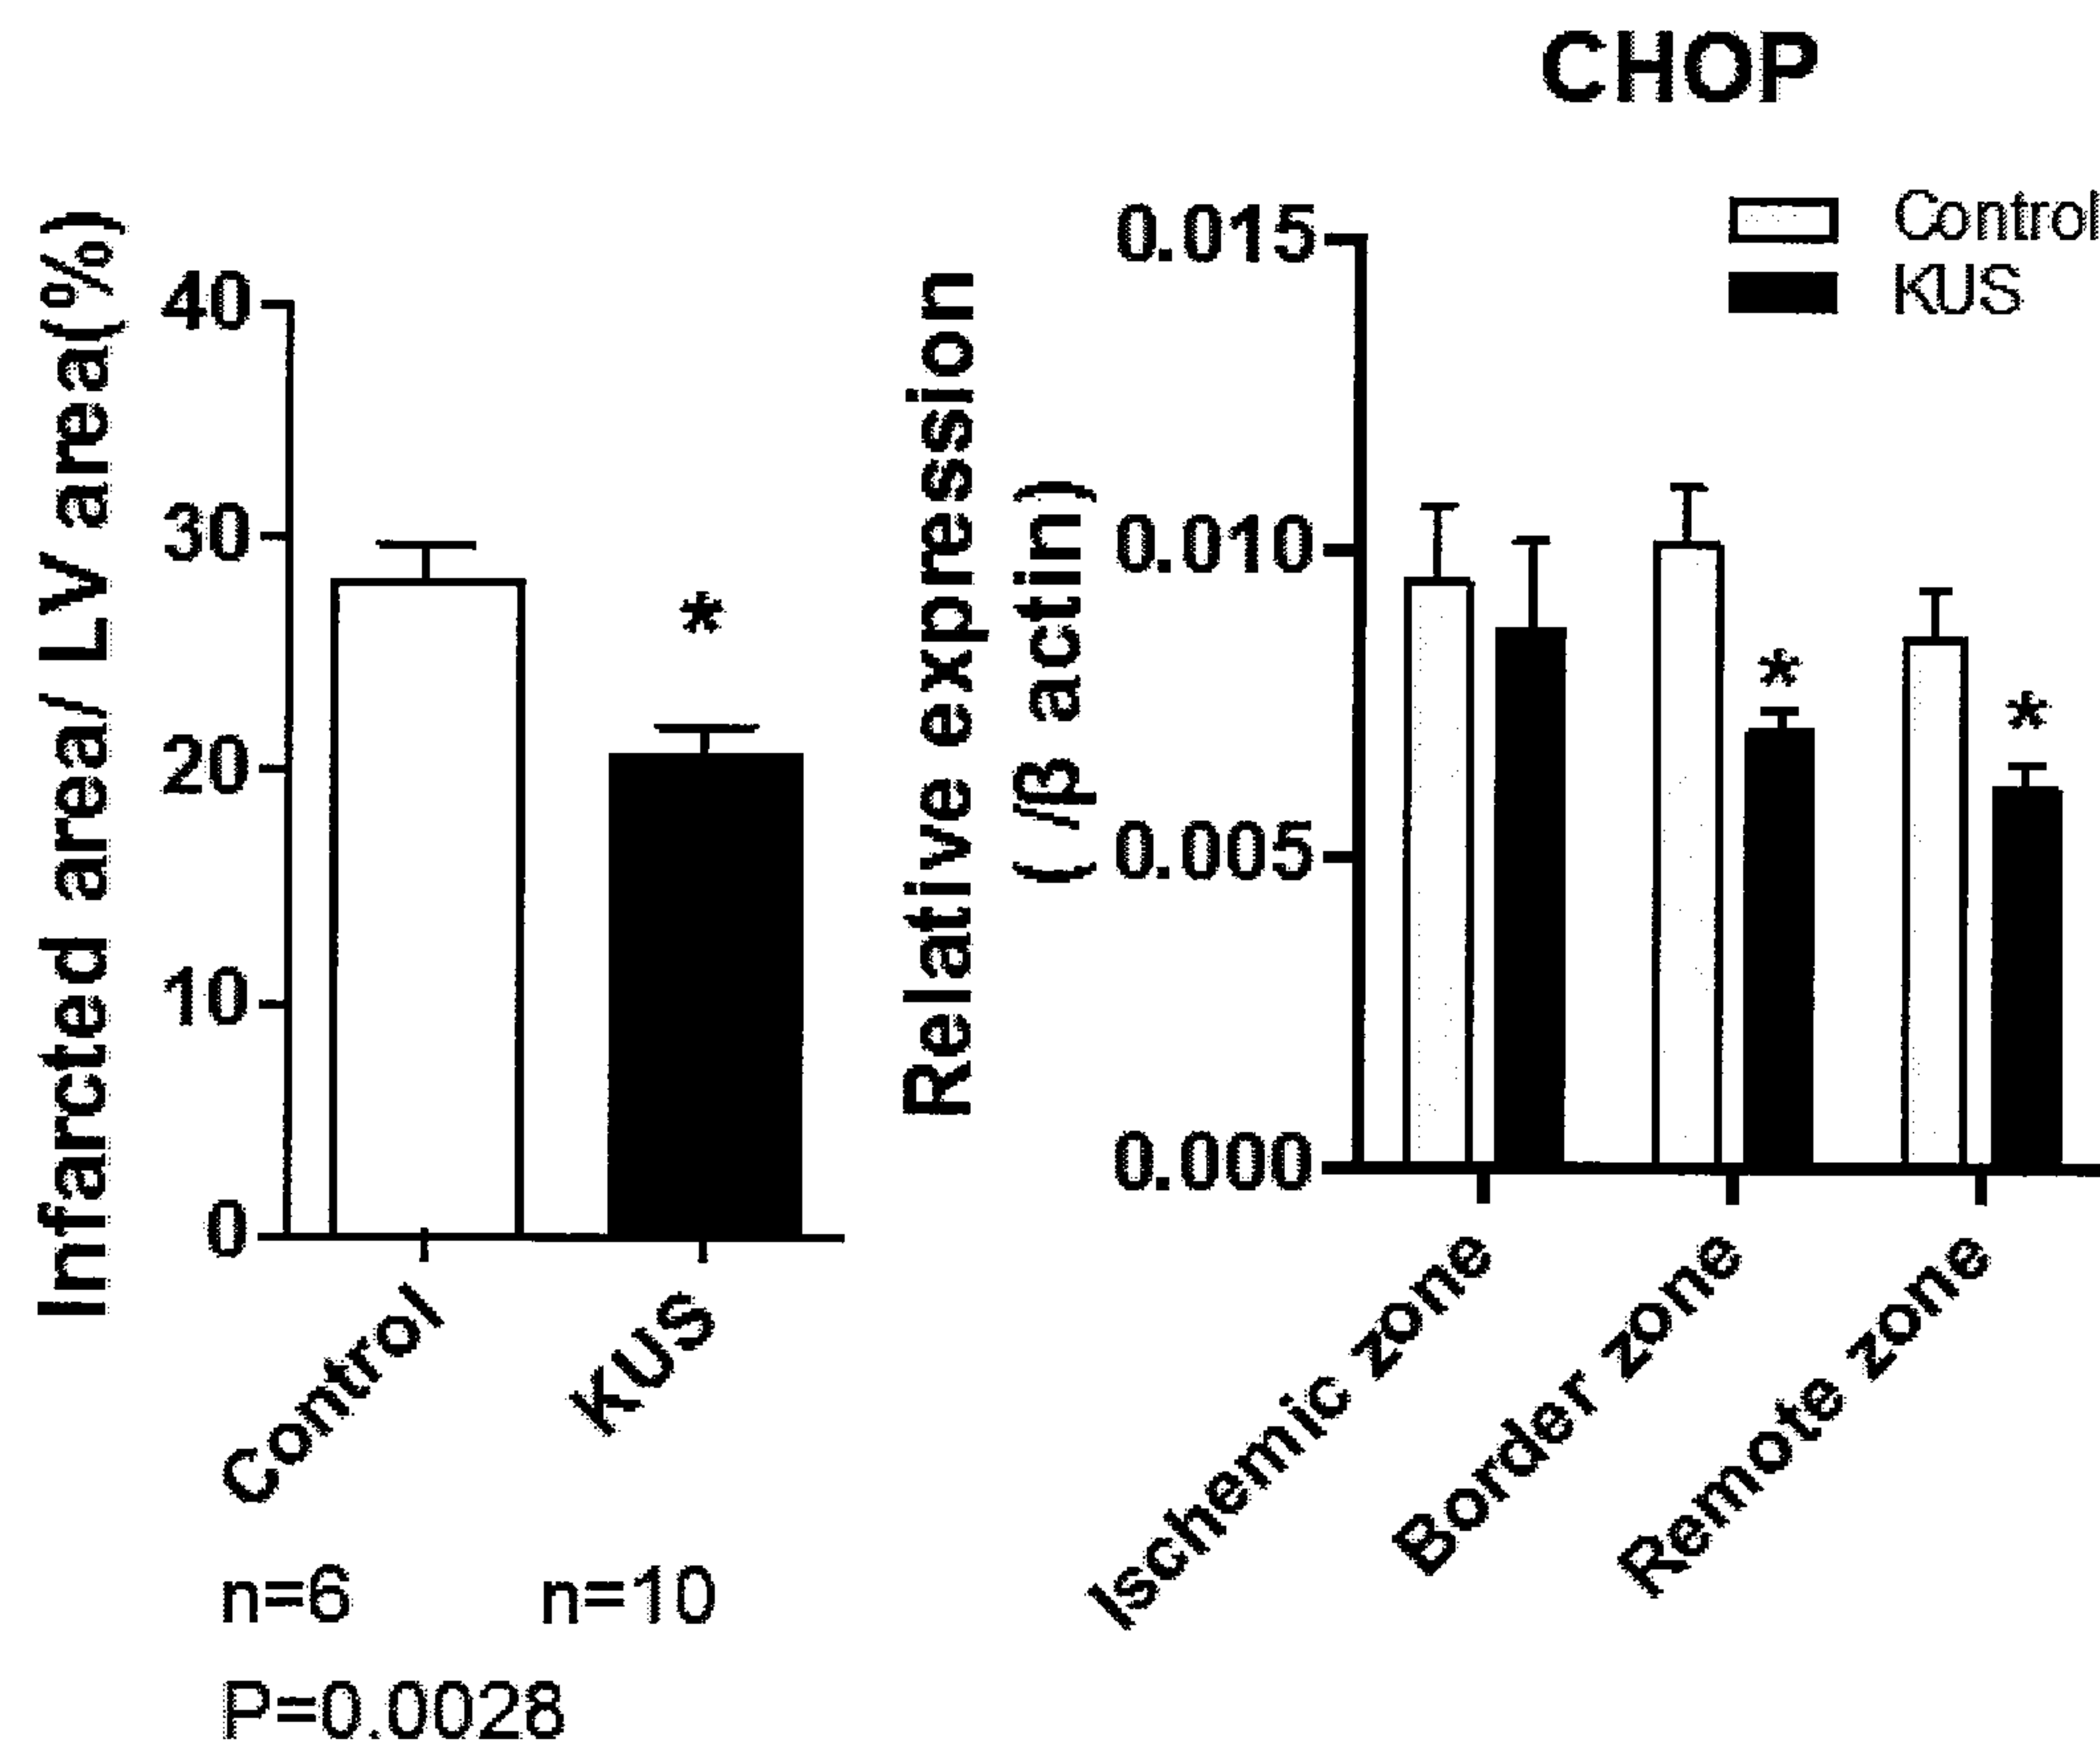 Infarcted area/ LV area(%)
40
30
20
10
0
*
Control
KUS
n=6 n=10
P=0.0028
CHOP
Control
KUS
Relative expression
( /β actin)
0.015
0.010
0.005
0.000
*
*
Ischemic zone
Border zone
Remote zone